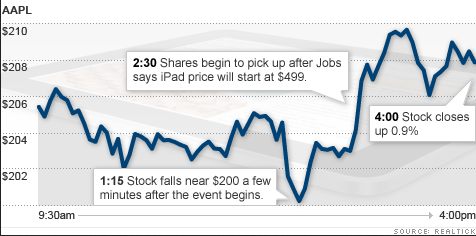 AAPL
$210
2:30 Shares begin to pick up after Jobs
says iPad price will start at $499.
$208
$206
4:00 Stock closes
up 0.9%
$204
$202
1:15 Stock falls near $200 a few
minutes after the event begins.
9:30am
4:00pm
SOURCE: REALTICK